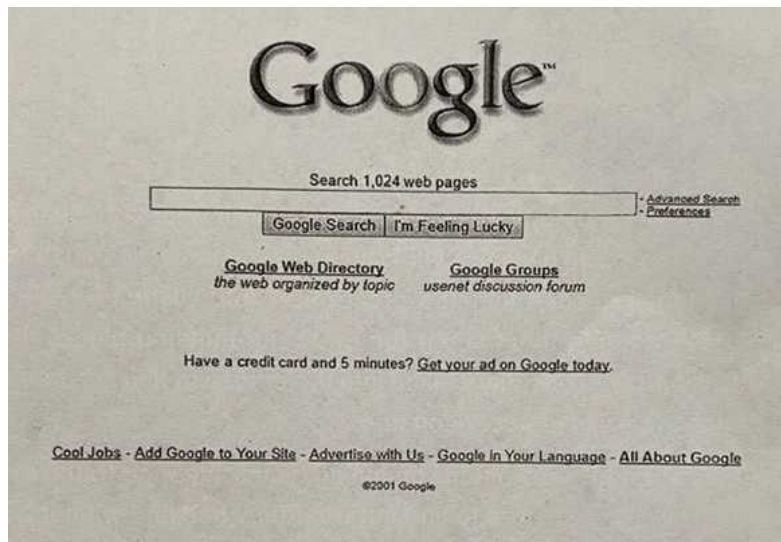 Google™
Search 1,024 web pages
- Advanced Search
- Preferences
Google Search I'm Feeling Lucky
Google Web Directory Google Groups
the web organized by topic usenet discussion forum
Have a credit card and 5 minutes? Get your ad on Google today.
Cool Jobs - Add Google to Your Site - Advertise with Us - Google in Your Language - All About Google
©2001 Google